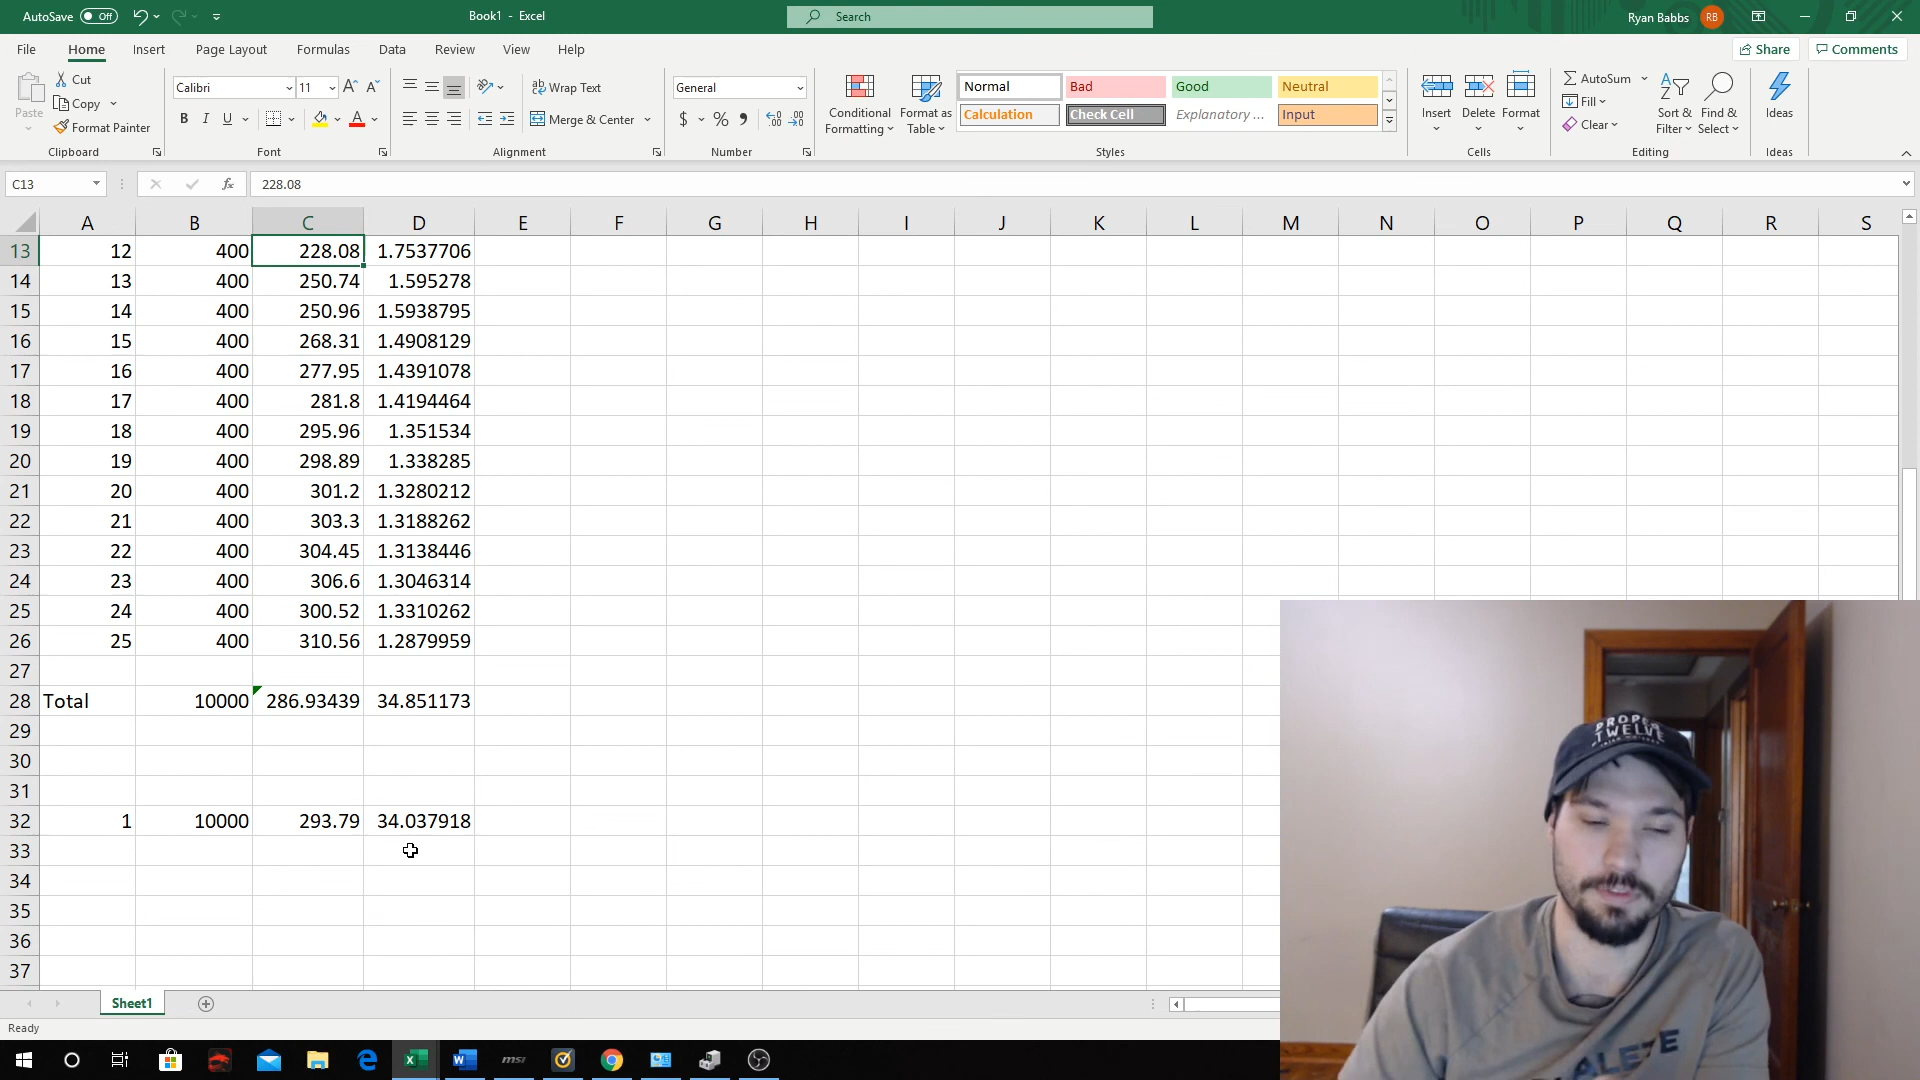 AutoSave Off Book1 - Excel Search Ryan Babbs RB
File Home Insert Page Layout Formulas Data Review View Help Share Comments
Paste Cut Copy Format Painter Clipboard
Calibri 11 A A B I U A Font
Wrap Text Merge & Center Alignment
General $ % Number
Conditional Formatting Format as Table
Normal Bad Good Neutral
Calculation Check Cell Explanatory ... Input
Styles
Insert Delete Format Cells
AutoSum Fill Clear Sort & Filter Find & Select Editing
Ideas Ideas
C13 fx 228.08
A B C D E F G H I J K L M N O P Q R S
13 12 400 228.08 1.7537706
14 13 400 250.74 1.595278
15 14 400 250.96 1.5938795
16 15 400 268.31 1.4908129
17 16 400 277.95 1.4391078
18 17 400 281.8 1.4194464
19 18 400 295.96 1.351534
20 19 400 298.89 1.338285
21 20 400 301.2 1.3280212
22 21 400 303.3 1.3188262
23 22 400 304.45 1.3138446
24 23 400 306.6 1.3046314
25 24 400 300.52 1.3310262
26 25 400 310.56 1.2879959
27
28 Total 10000 286.93439 34.851173
29
30
31
32 1 10000 293.79 34.037918
33
34
35
36
37
Sheet1
Ready
msi
PROPER
TWELVE